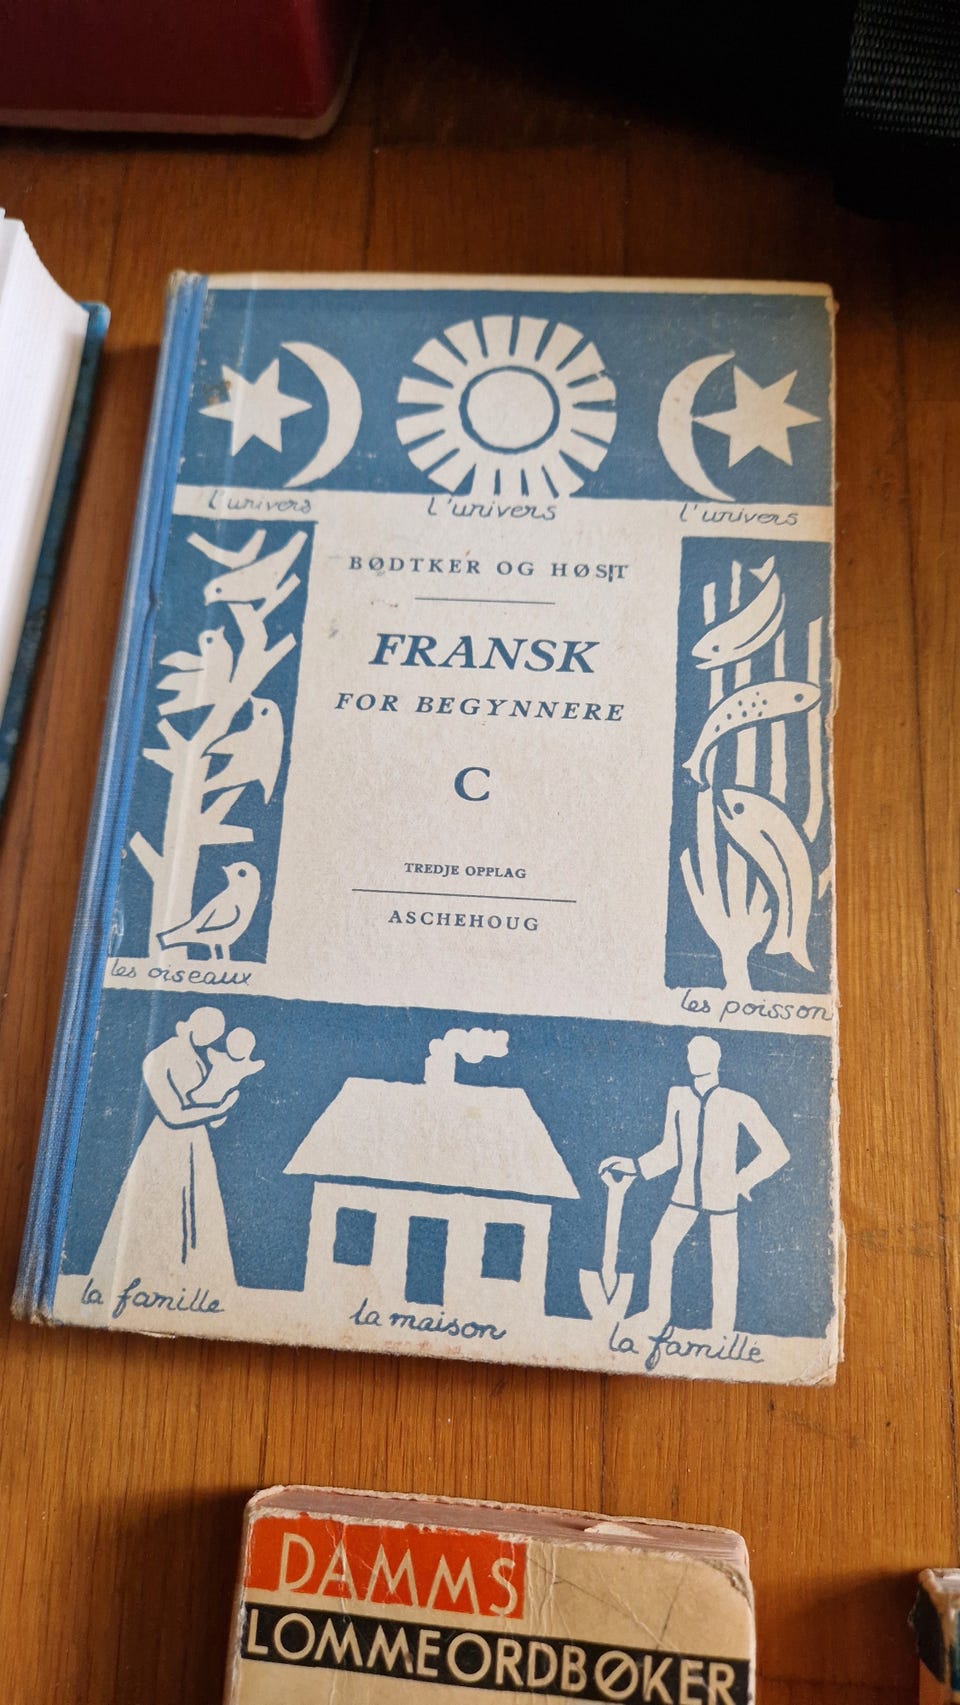 l'univers l'univers l'univers
BØDTKER OG HØST
FRANSK
FOR BEGYNNERE
C
TREDJE OPPLAG
ASCHEHOUG
les oiseaux
les poisson
la famille
la maison
la famille
DAMMS
LOMMEORDBØKER